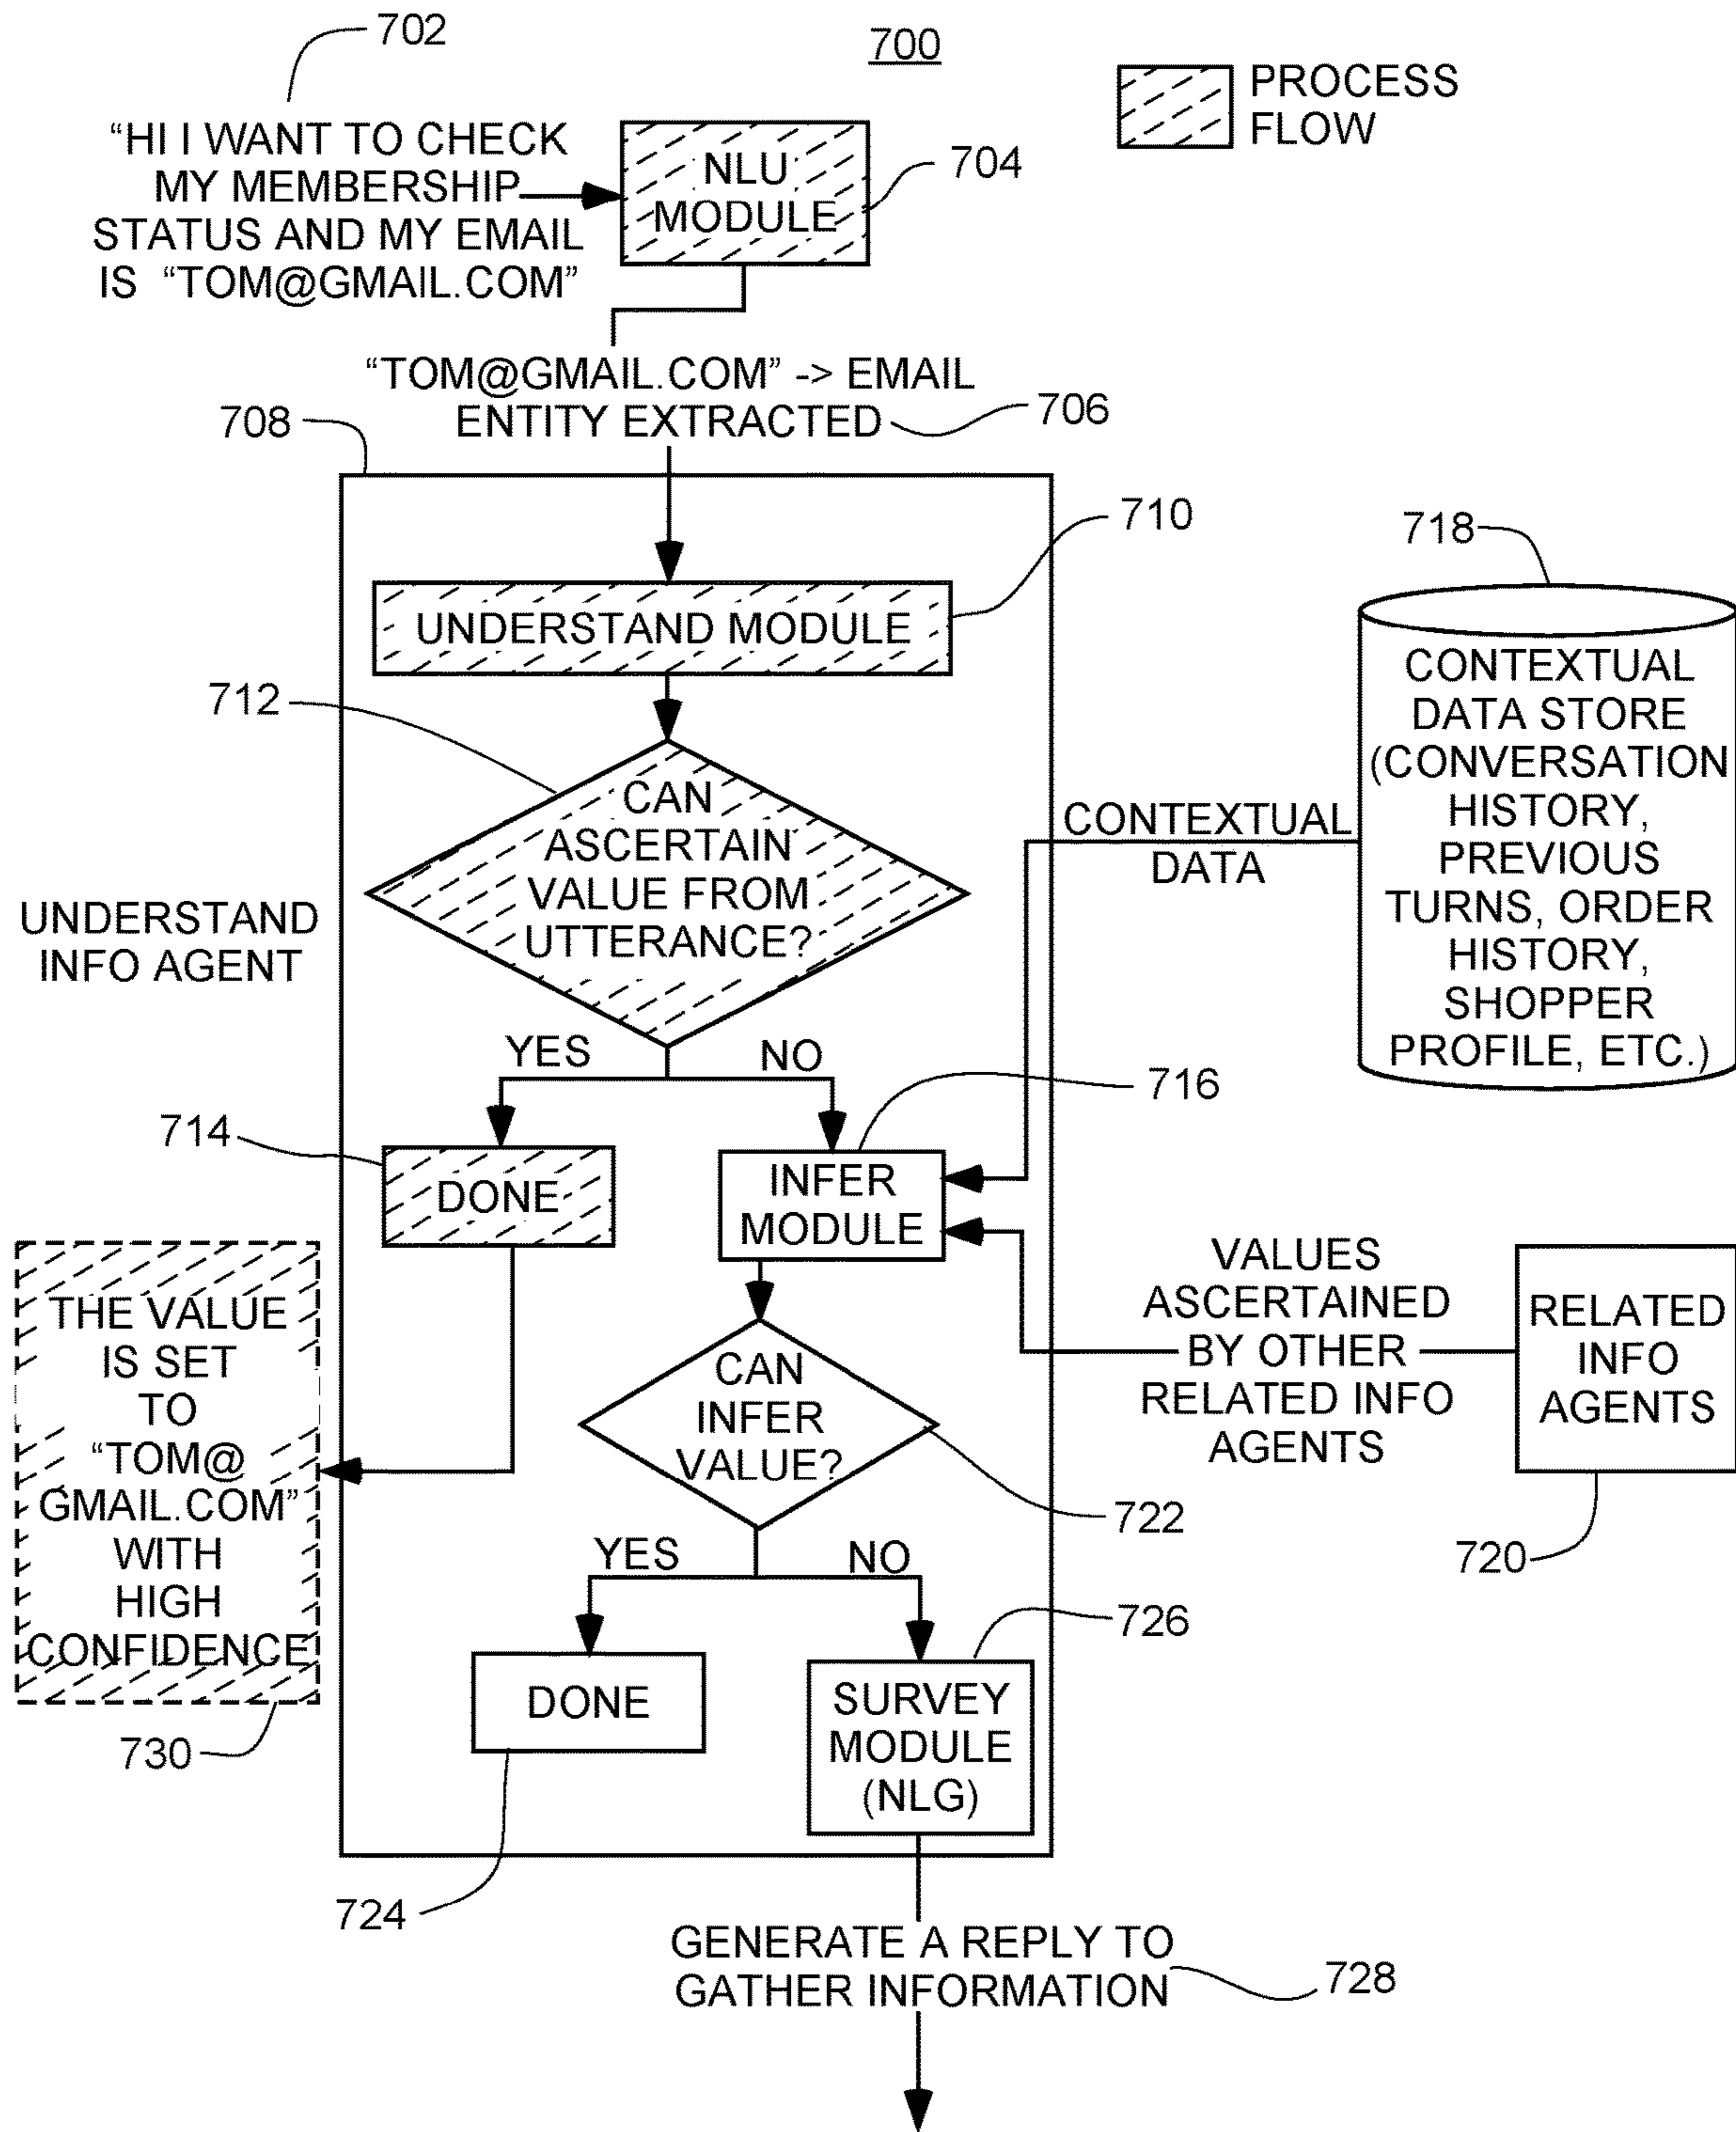 702
700
PROCESS
FLOW
“HI I WANT TO CHECK
MY MEMBERSHIP
STATUS AND MY EMAIL
IS “TOM@GMAIL.COM”
NLU
MODULE
704
“TOM@GMAIL.COM” -> EMAIL
ENTITY EXTRACTED
706
708
710
UNDERSTAND MODULE
712
CAN
ASCERTAIN
VALUE FROM
UTTERANCE?
UNDERSTAND
INFO AGENT
718
CONTEXTUAL
DATA STORE
(CONVERSATION
HISTORY,
PREVIOUS
TURNS, ORDER
HISTORY,
SHOPPER
PROFILE, ETC.)
CONTEXTUAL
DATA
YES
NO
714
DONE
716
INFER
MODULE
VALUES
ASCERTAINED
BY OTHER
RELATED INFO
AGENTS
RELATED
INFO
AGENTS
720
THE VALUE
IS SET
TO
“TOM@
GMAIL.COM”
WITH
HIGH
CONFIDENCE
730
CAN
INFER
VALUE?
722
YES
NO
DONE
724
726
SURVEY
MODULE
(NLG)
GENERATE A REPLY TO
GATHER INFORMATION
728